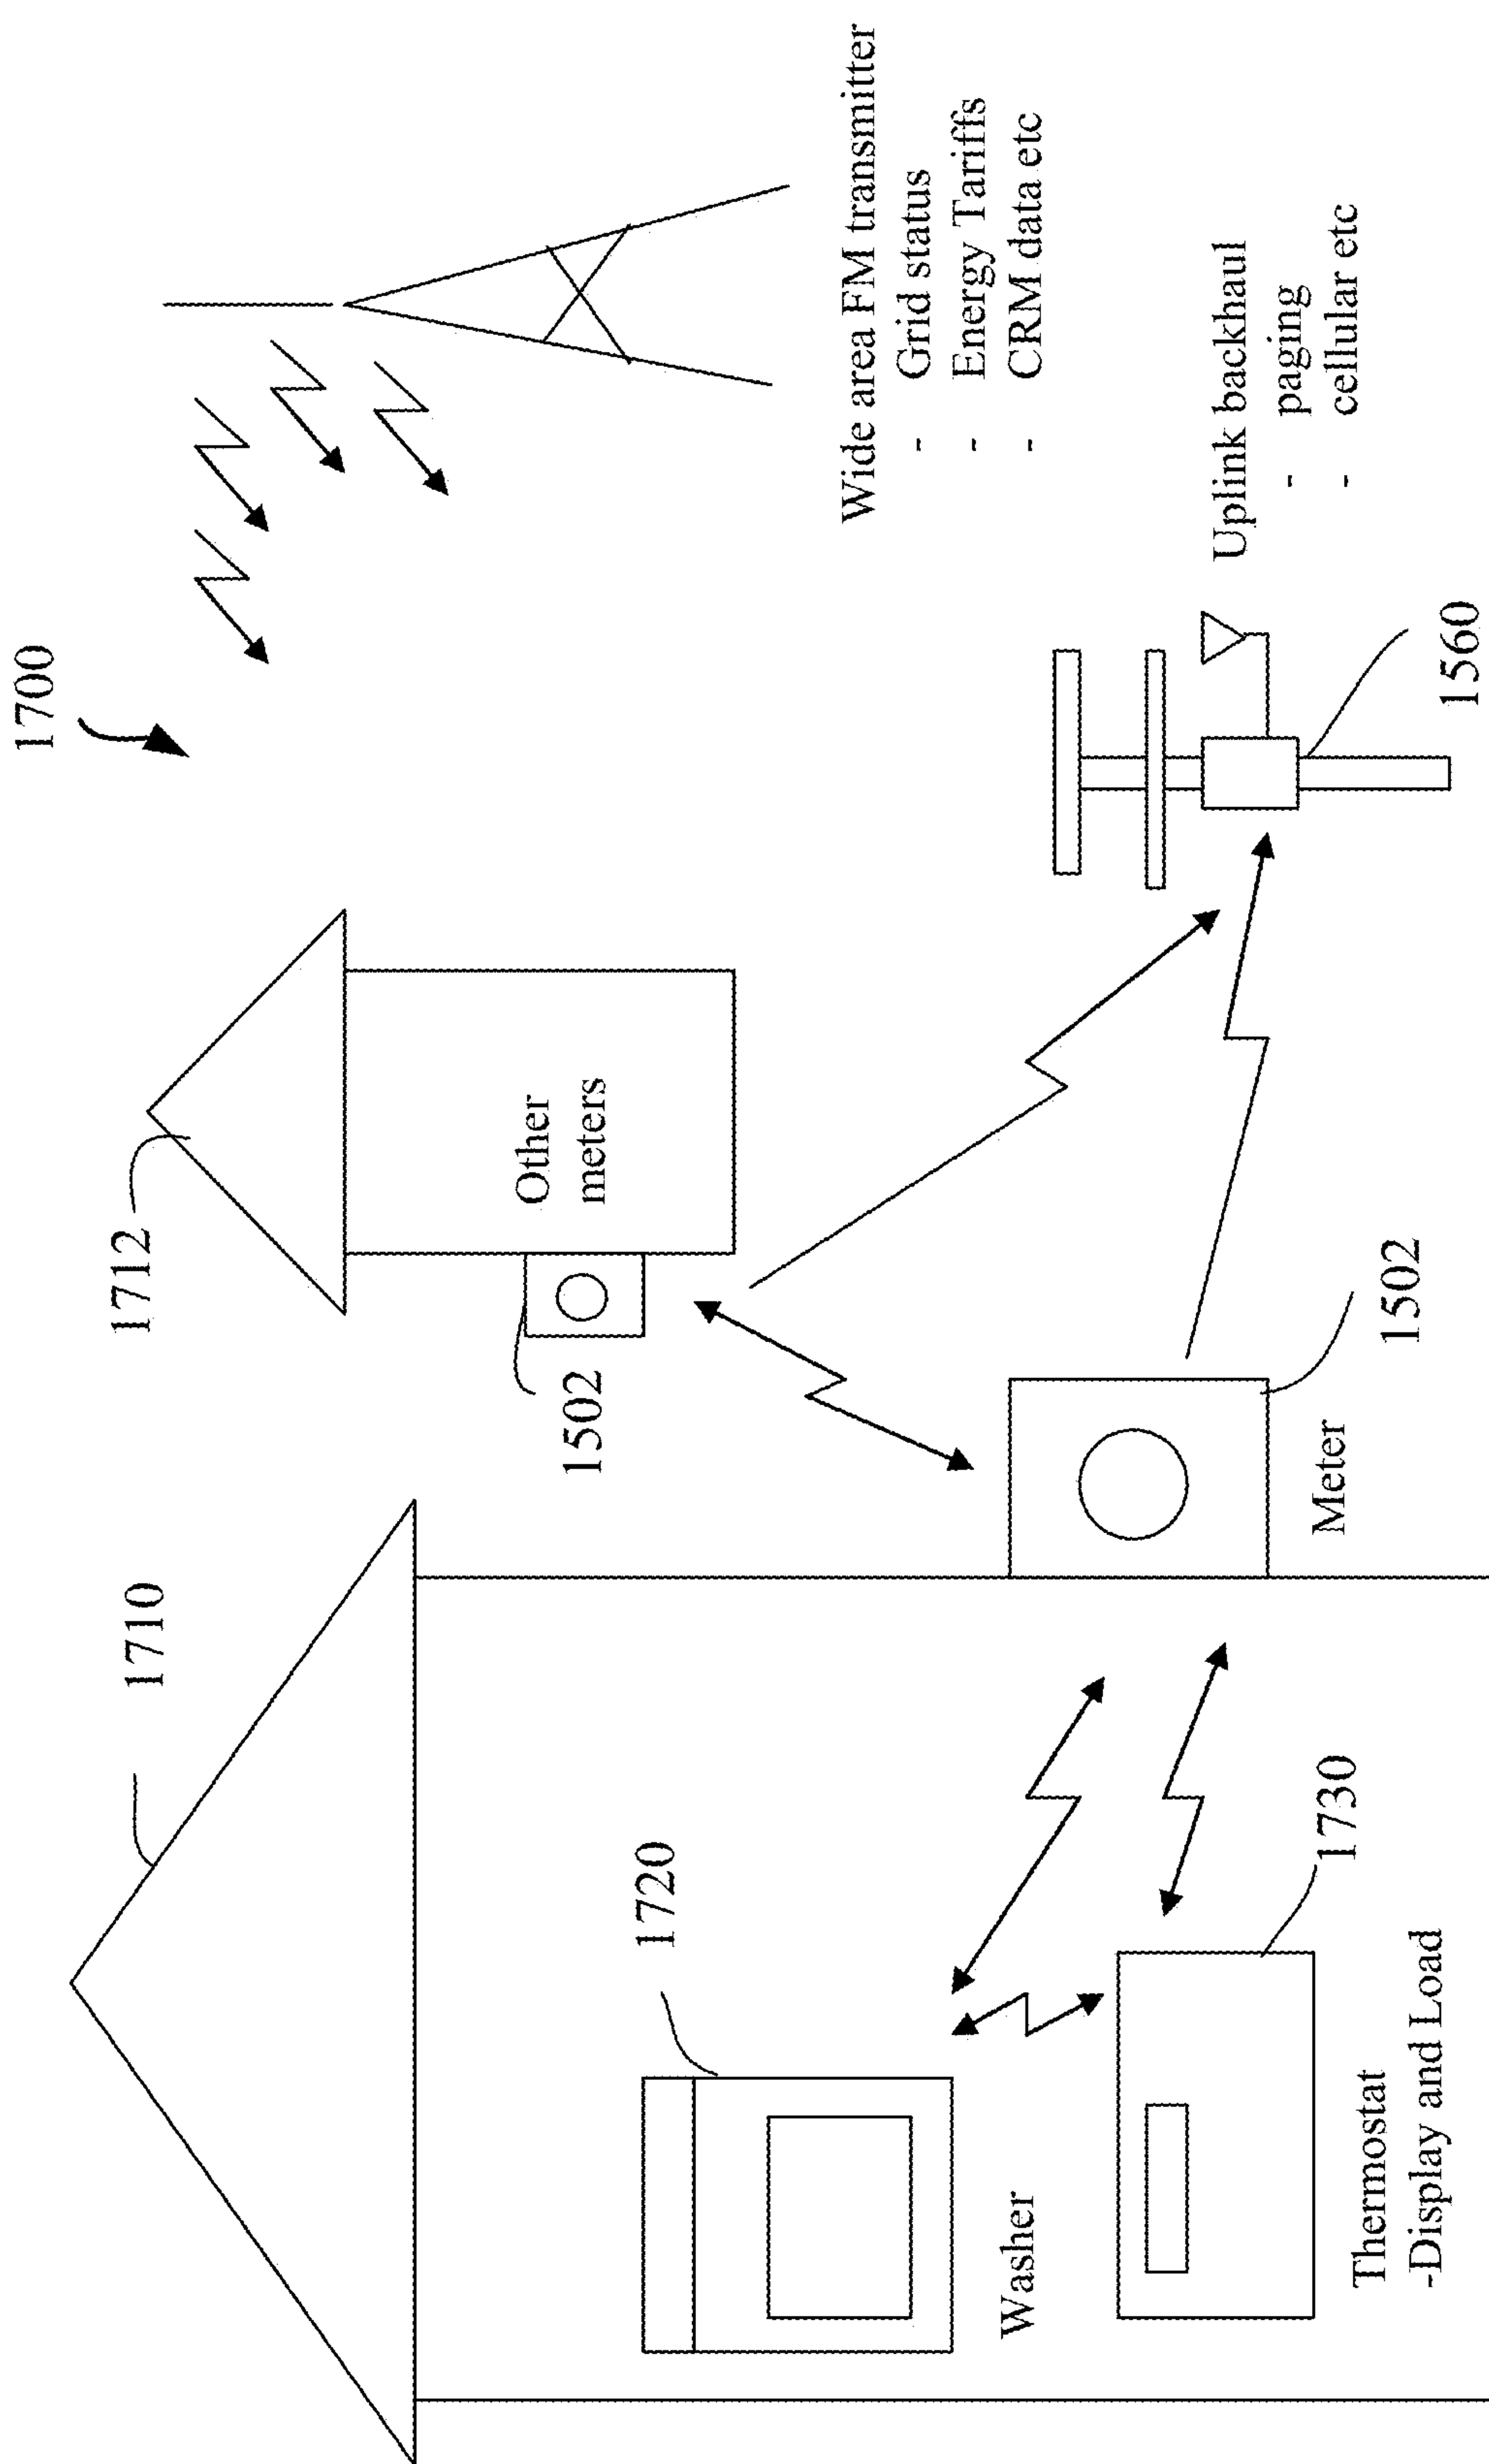 1700
1710
1712
Wide area FM transmitter
- Grid status
- Energy Tariffs
- CRM data etc
Other
meters
1502
1720
Washer
Meter
1502
Uplink backhaul
- paging
- cellular etc
1560
1730
Thermostat
-Display and Load